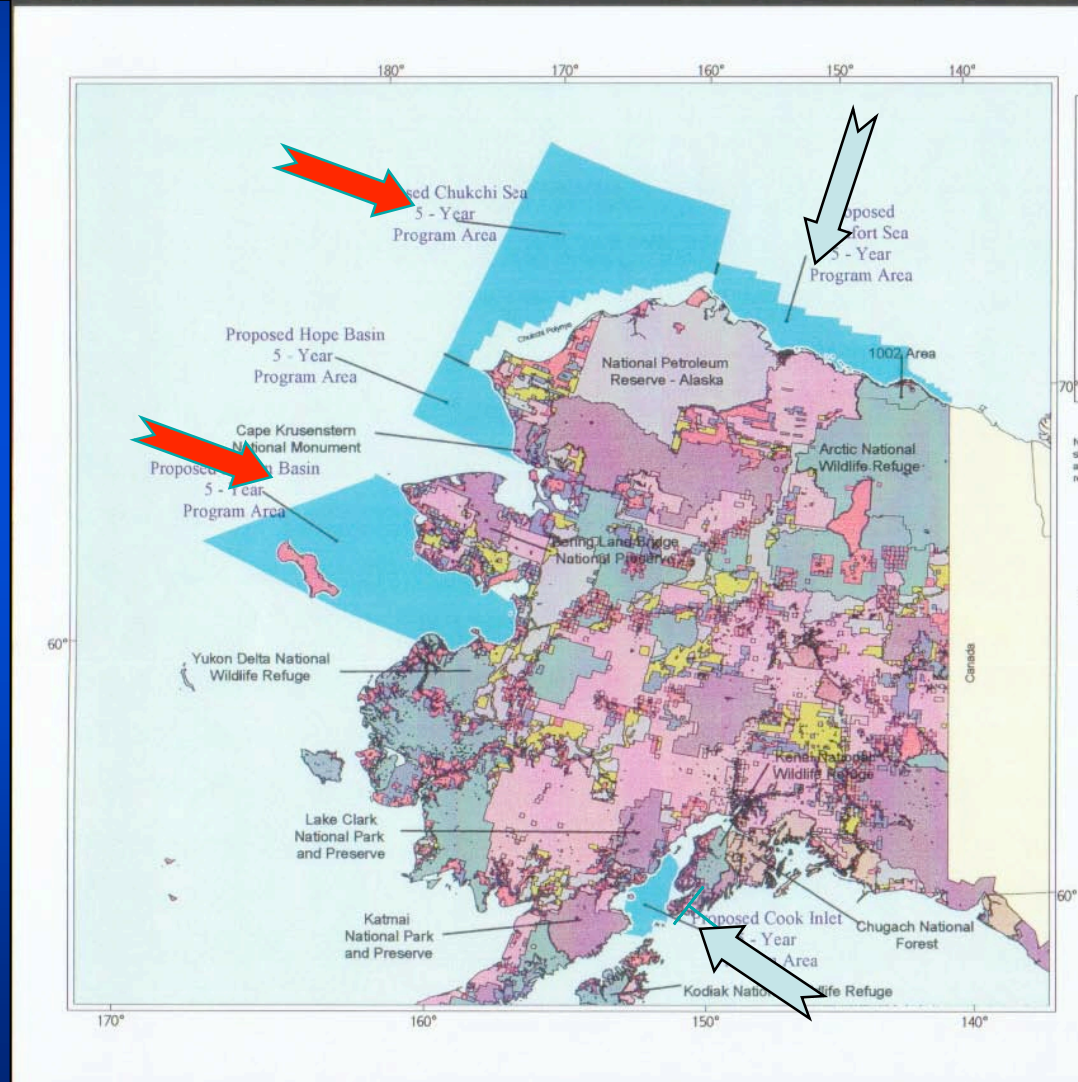 180°
170°
160°
150°
140°
sed Chukchi Sea
5 - Year
Program Area
posed
fort Sea
5 - Year
Program Area
Proposed Hope Basin
5 - Year
Program Area
Chukchi Polynya
National Petroleum
Reserve - Alaska
1002 Area
70°
Cape Krusenstern
National Monument
Arctic National
Wildlife Refuge
Proposed Basin
5 - Year
Program Area
Bering Land Bridge
National Preserve
60°
Yukon Delta National
Wildlife Refuge
Canada
Kenai National
Wildlife Refuge
Lake Clark
National Park
and Preserve
60°
Katmai
National Park
and Preserve
Proposed Cook Inlet
- Year
Area
Chugach National
Forest
Kodiak Natio life Refuge
170°
160°
150°
140°